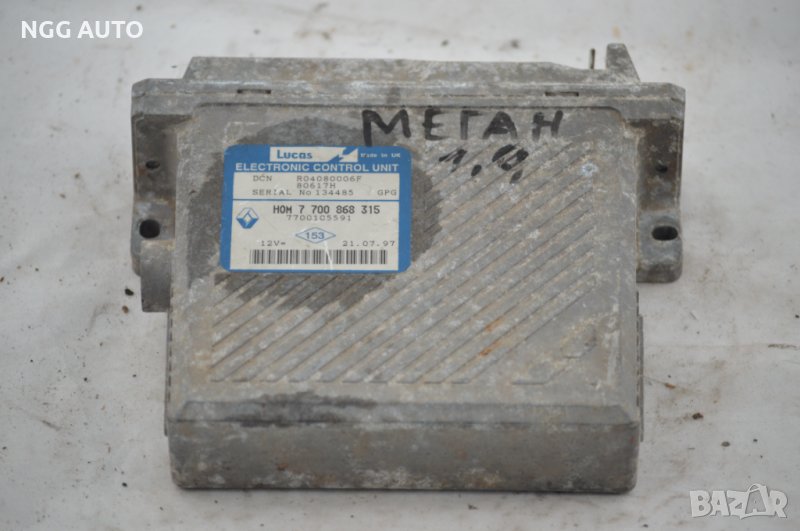 NGG AUTO
МЕГАН
1,9,
Lucas Made in UK
ELECTRONIC CONTROL UNIT
DCN R04080006F
80617H
SERIAL No 134485 GPG
HOM 7 700 868 315
7700105591
12V= 153 21.07.97
BAZAR